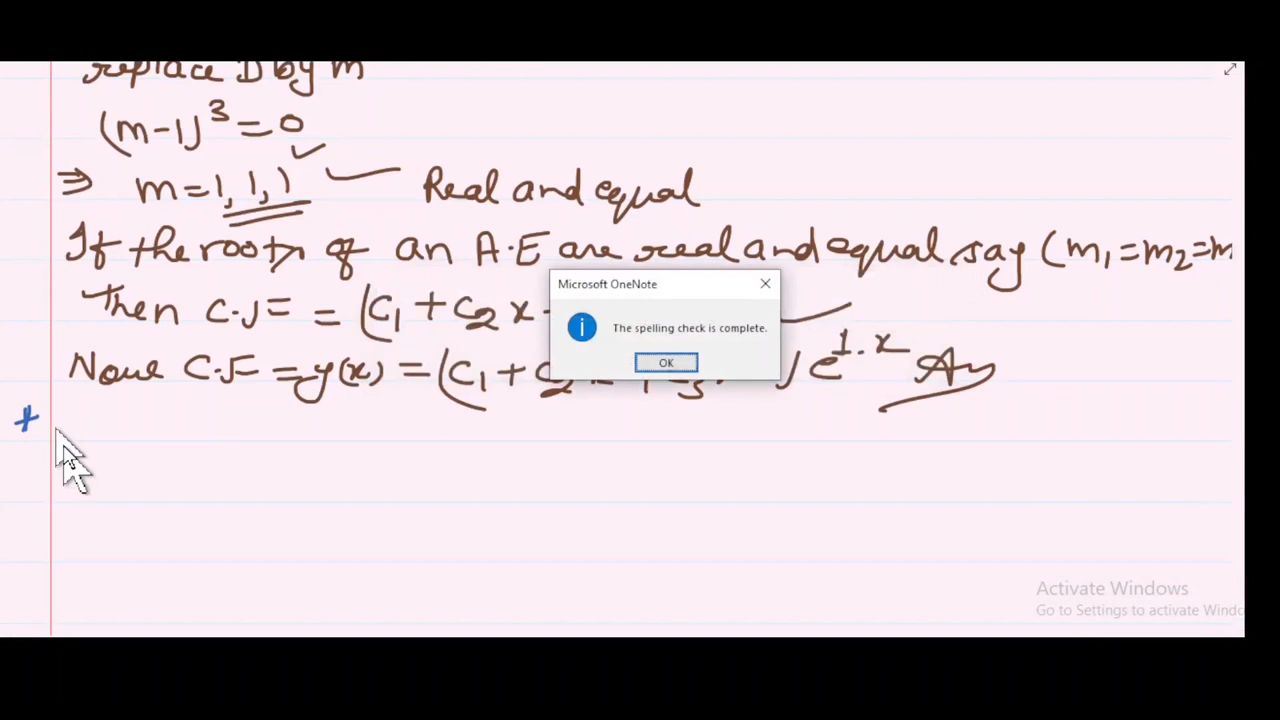 replace D by m
(m-1)³ = 0
⇒ m = 1, 1, 1 Real and equal
If the roots of an A.E are real and equal say (m₁=m₂=m
Then C.F = (C₁ + C₂ x
Now C.F = y(x) = (C₁ + C₂ ) e^1.x Ans
Microsoft OneNote
The spelling check is complete.
OK
Activate Windows
Go to Settings to activate Windo